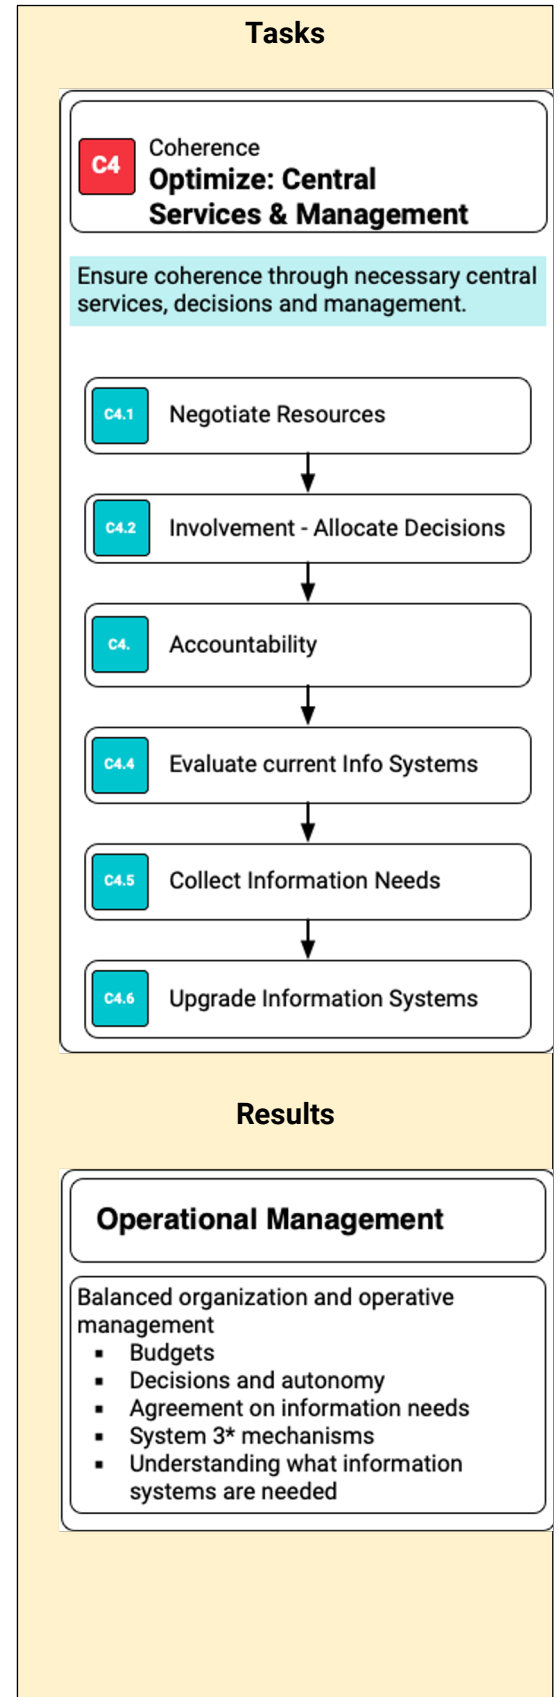 Tasks
C4
Coherence
Optimize: Central
Services & Management
Ensure coherence through necessary central
services, decisions and management.
C4.1 Negotiate Resources
C4.2 Involvement - Allocate Decisions
C4. Accountability
C4.4 Evaluate current Info Systems
C4.5 Collect Information Needs
C4.6 Upgrade Information Systems
Results
Operational Management
Balanced organization and operative
management
▪ Budgets
▪ Decisions and autonomy
▪ Agreement on information needs
▪ System 3* mechanisms
▪ Understanding what information
systems are needed